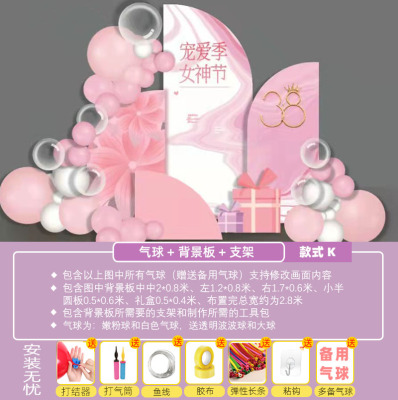 宠爱季
女神节
38
气球+背景板+支架
款式 K
包含以上图中所有气球（赠送备用气球）支持修改画面内容
包含图中背景板中中2*0.8米、左1.2*0.8米、右1.7*0.6米、小半
圆板0.5*0.6米、礼盒0.5*0.4米、布置完总宽约为2.8米
包含背景板所需要的支架和制作所需的工具包
气球为：嫩粉球和白色气球，送透明波波球和大球
安装无忧
送 送 送 送 送 送 送
备用
气球
打结器 打气筒 鱼线 胶布 弹性长条 粘钩 多备气球